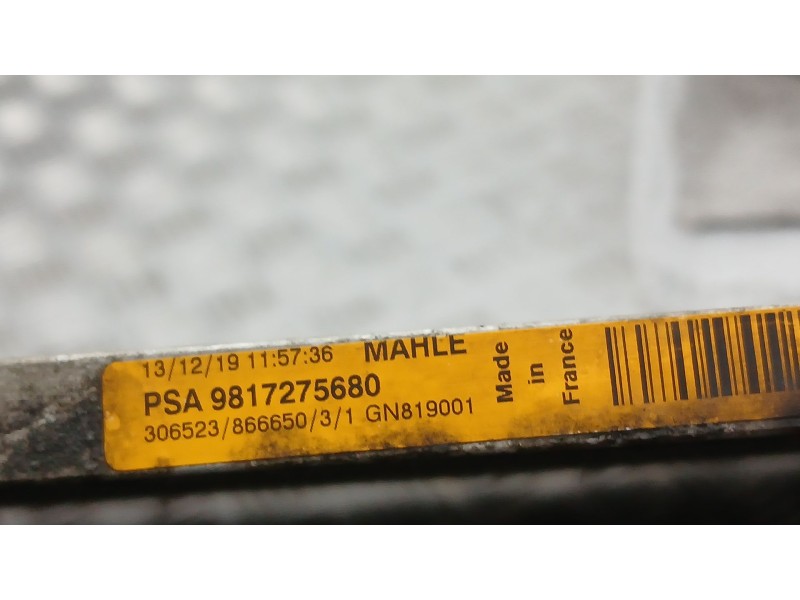 13/12/19 11:57:36 MAHLE
PSA 9817275680
306523/866650/3/1 GN819001
Made
in
France